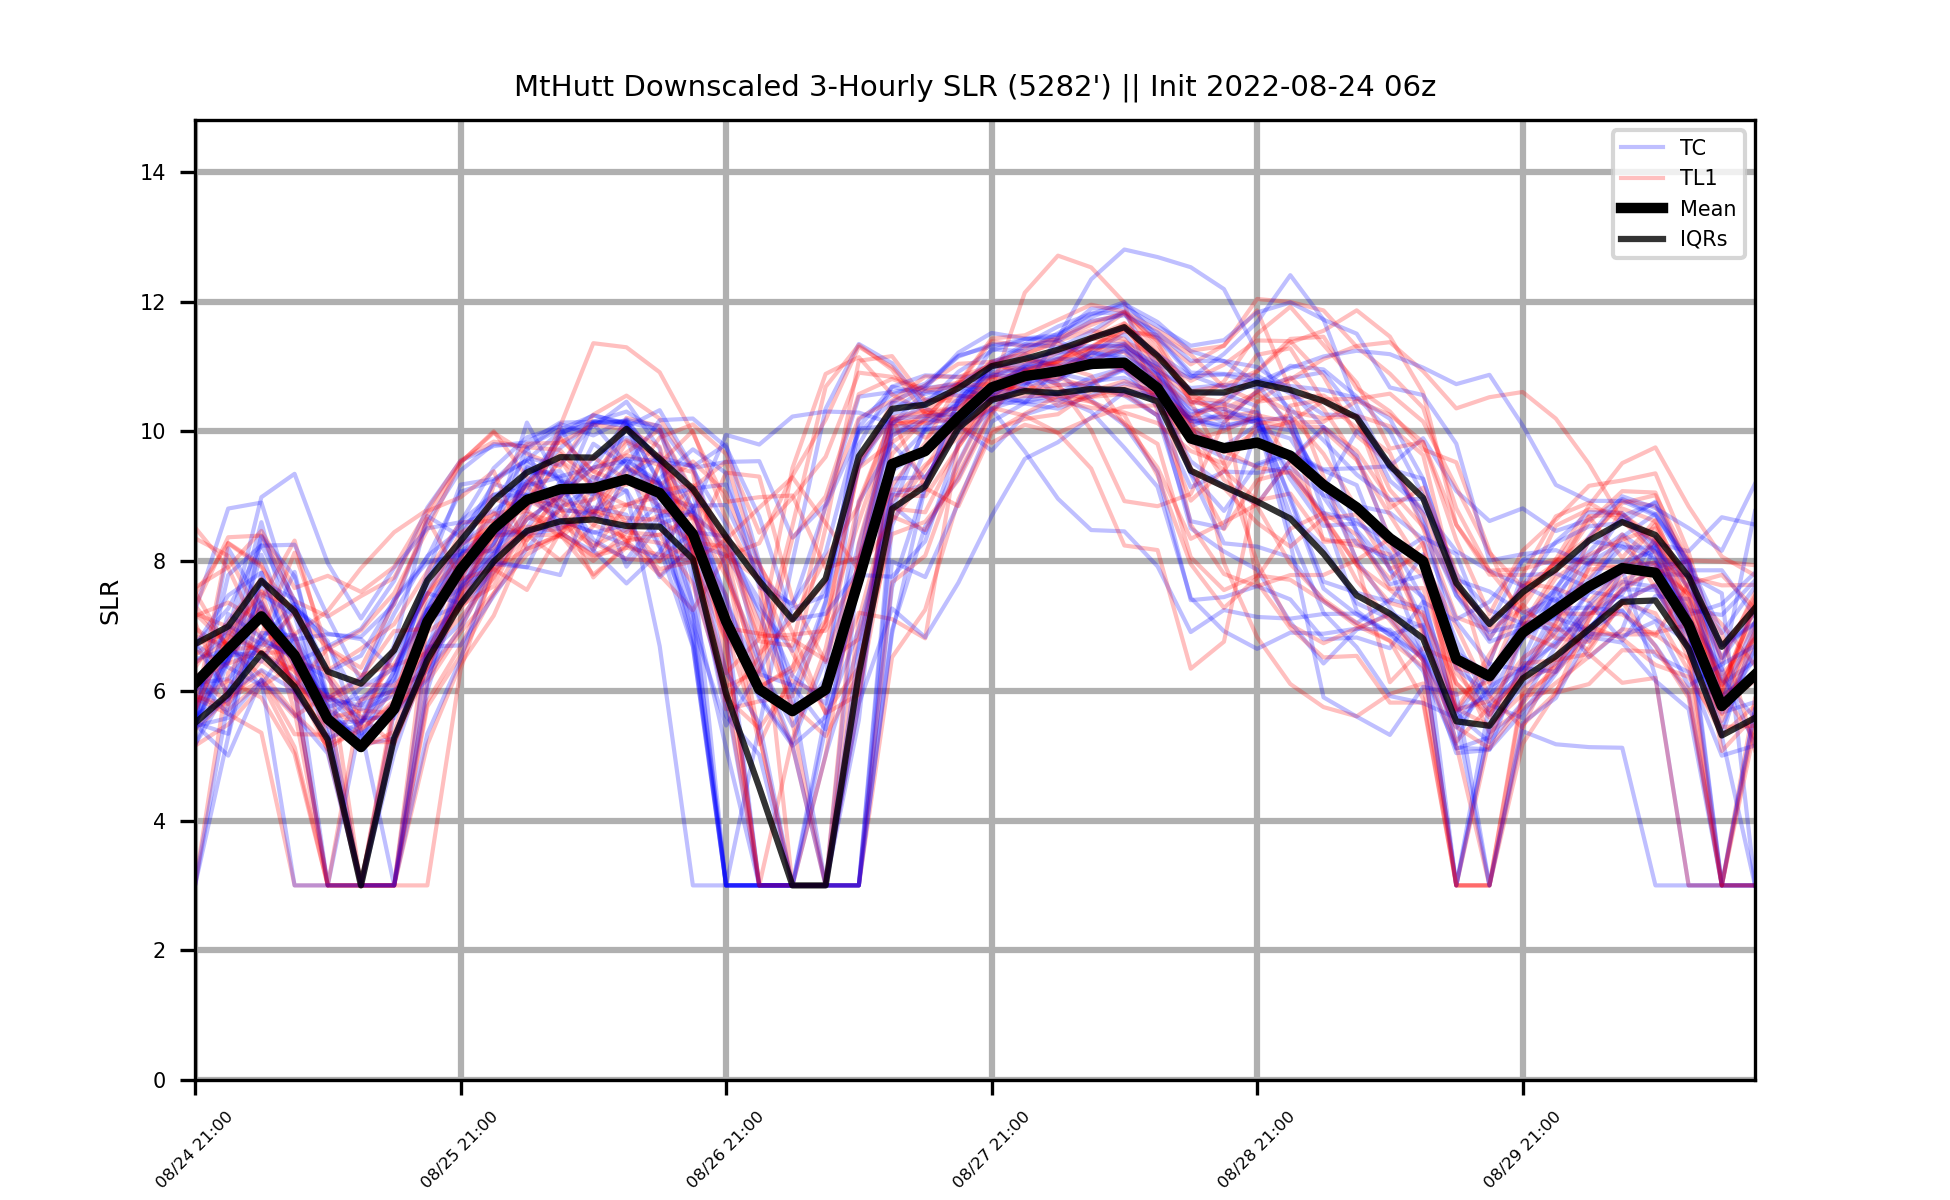 MtHutt Downscaled 3-Hourly SLR (5282') || Init 2022-08-24 06z
TC
TL1
Mean
IQRs
SLR
14
12
10
8
6
4
2
0
08/24 21:00
08/25 21:00
08/26 21:00
08/27 21:00
08/28 21:00
08/29 21:00